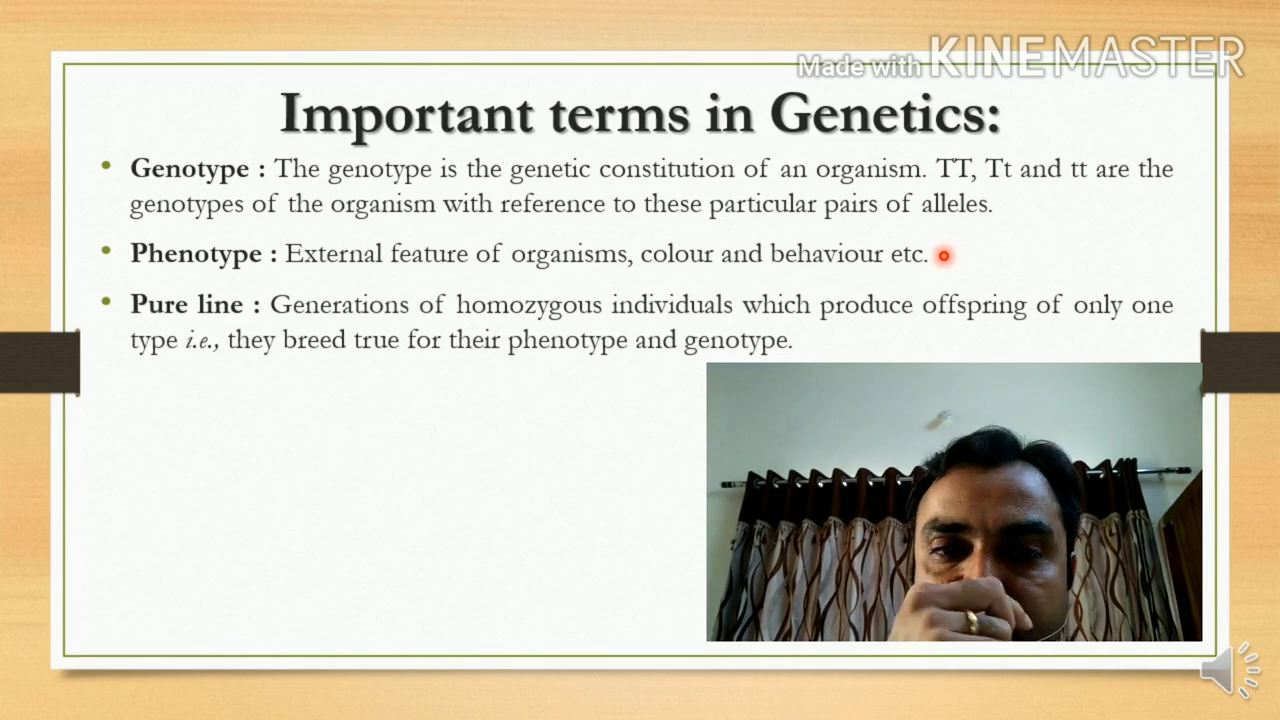 Made with KINEMASTER
Important terms in Genetics:
• Genotype : The genotype is the genetic constitution of an organism. TT, Tt and tt are the
genotypes of the organism with reference to these particular pairs of alleles.
• Phenotype : External feature of organisms, colour and behaviour etc.
• Pure line : Generations of homozygous individuals which produce offspring of only one
type i.e., they breed true for their phenotype and genotype.